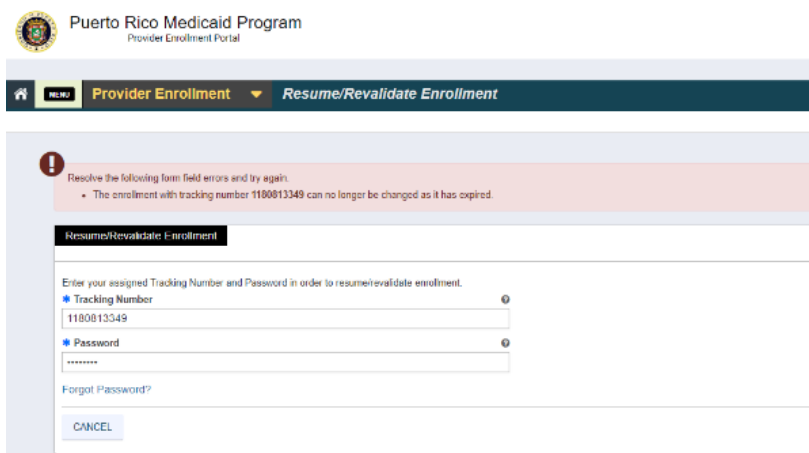 Puerto Rico Medicaid Program
Provider Enrollment Portal
MENU Provider Enrollment Resume/Revalidate Enrollment
Resolve the following form field errors and try again.
• The enrollment with tracking number 1180813349 can no longer be changed as it has expired.
Resume/Revalidate Enrollment
Enter your assigned Tracking Number and Password in order to resume/revalidate enrollment.
* Tracking Number
1180813349
* Password
••••••••
Forgot Password?
CANCEL